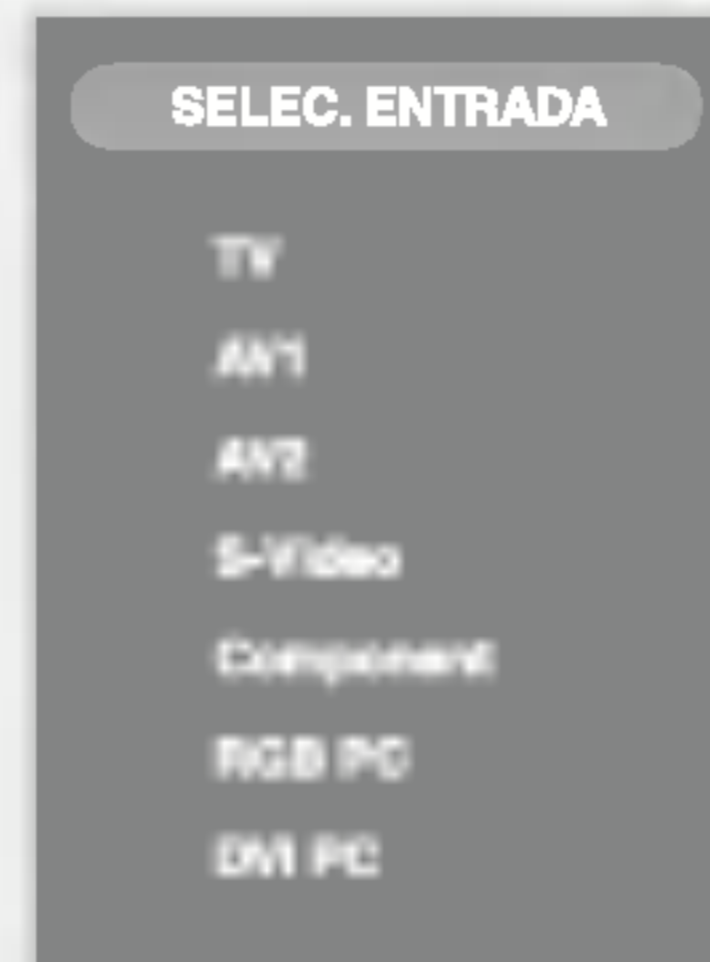 SELEC. ENTRADA
TV
AV1
AV2
S-Video
Component
RGB PC
DVI PC